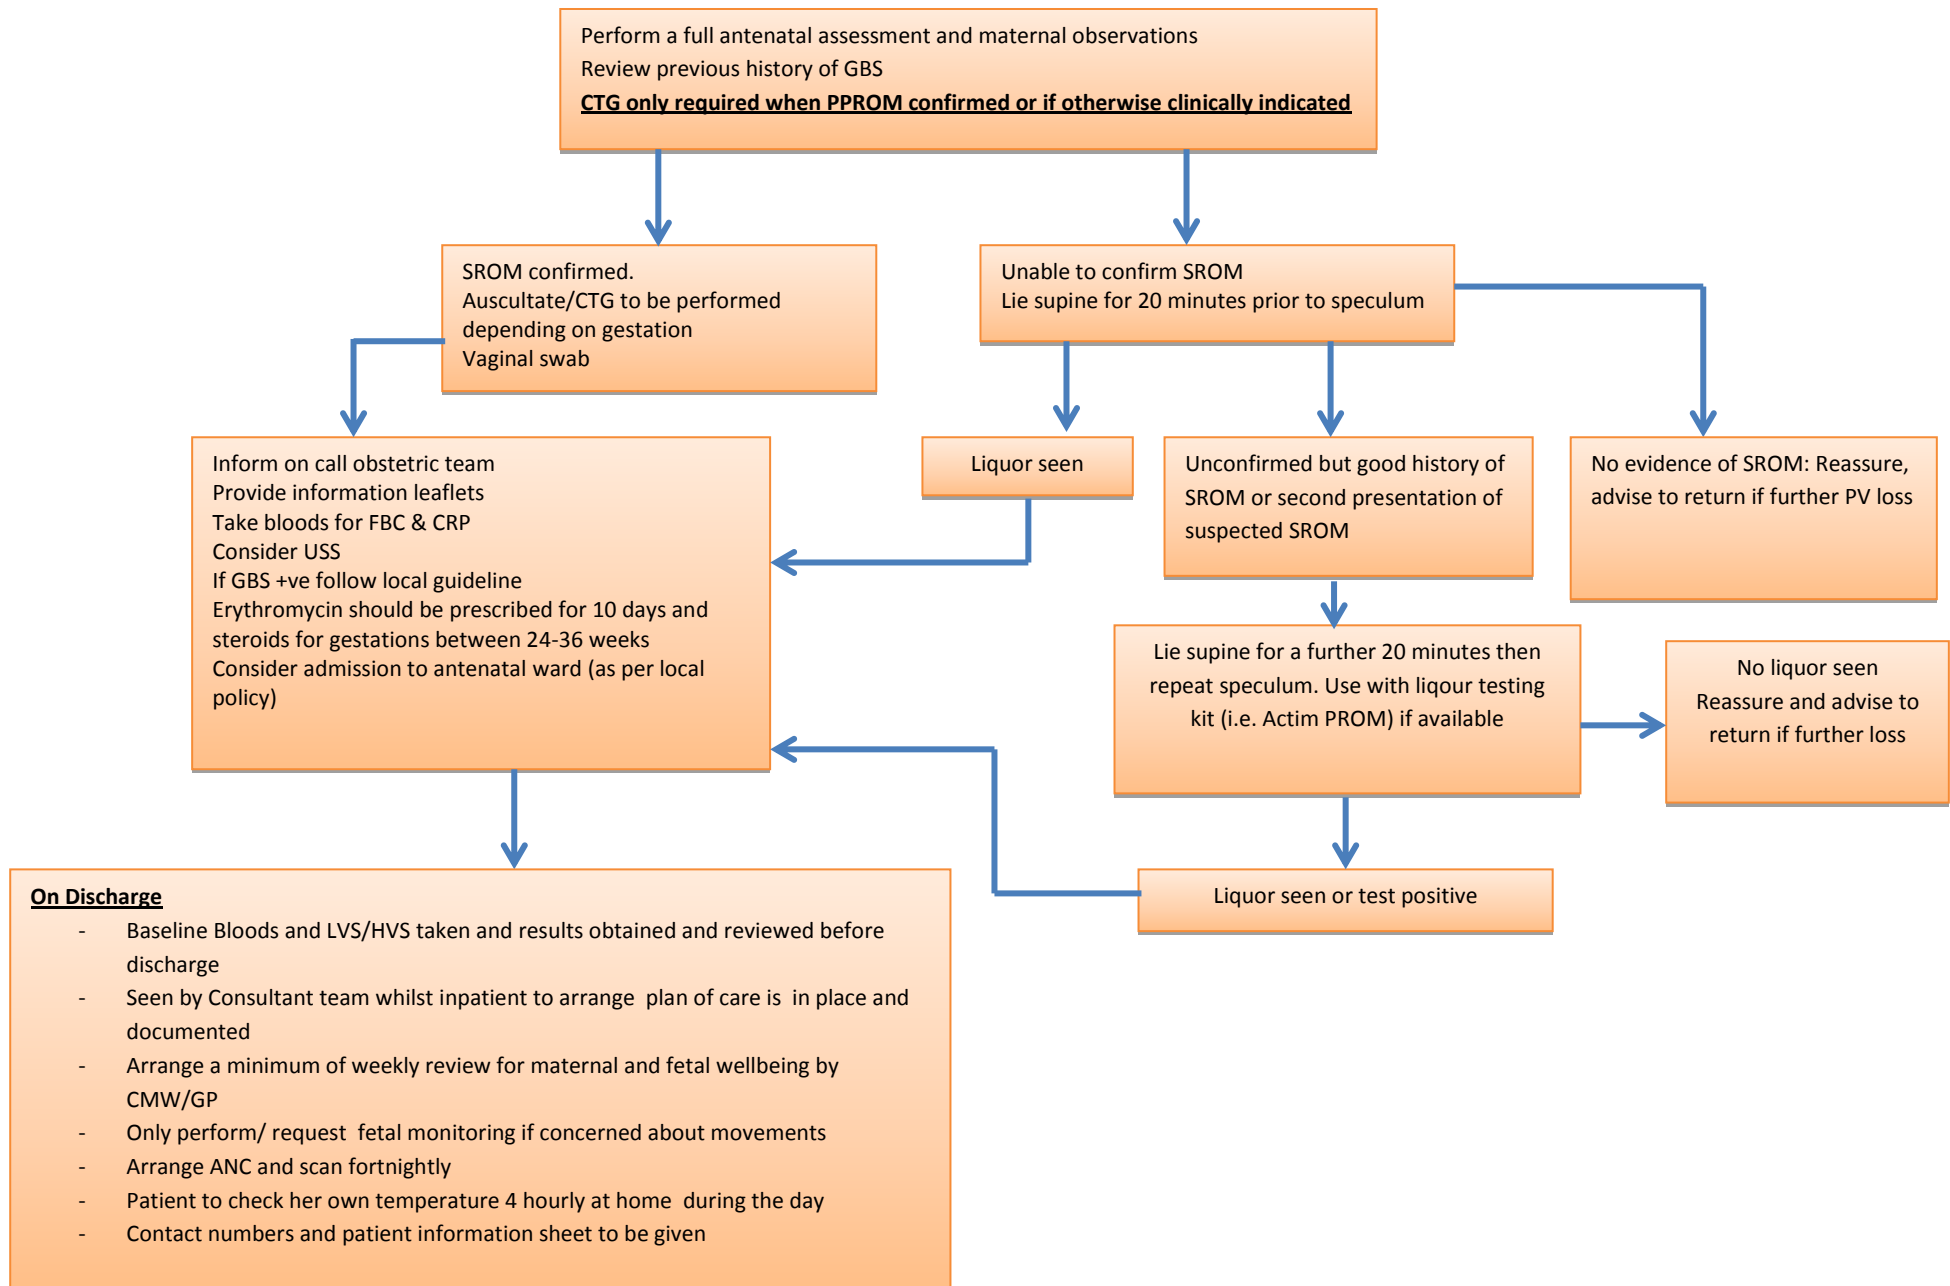 Perform a full antenatal assessment and maternal observations
Review previous history of GBS
CTG only required when PPROM confirmed or if otherwise clinically indicated
SROM confirmed.
Auscultate/CTG to be performed
depending on gestation
Vaginal swab
Unable to confirm SROM
Lie supine for 20 minutes prior to speculum
Inform on call obstetric team
Provide information leaflets
Take bloods for FBC & CRP
Consider USS
If GBS +ve follow local guideline
Erythromycin should be prescribed for 10 days and
steroids for gestations between 24-36 weeks
Consider admission to antenatal ward (as per local
policy)
Liquor seen
Unconfirmed but good history of
SROM or second presentation of
suspected SROM
No evidence of SROM: Reassure,
advise to return if further PV loss
Lie supine for a further 20 minutes then
repeat speculum. Use with liqour testing
kit (i.e. Actim PROM) if available
No liquor seen
Reassure and advise to
return if further loss
Liquor seen or test positive
On Discharge
- Baseline Bloods and LVS/HVS taken and results obtained and reviewed before
discharge
- Seen by Consultant team whilst inpatient to arrange plan of care is in place and
documented
- Arrange a minimum of weekly review for maternal and fetal wellbeing by
CMW/GP
- Only perform/ request fetal monitoring if concerned about movements
- Arrange ANC and scan fortnightly
- Patient to check her own temperature 4 hourly at home during the day
- Contact numbers and patient information sheet to be given